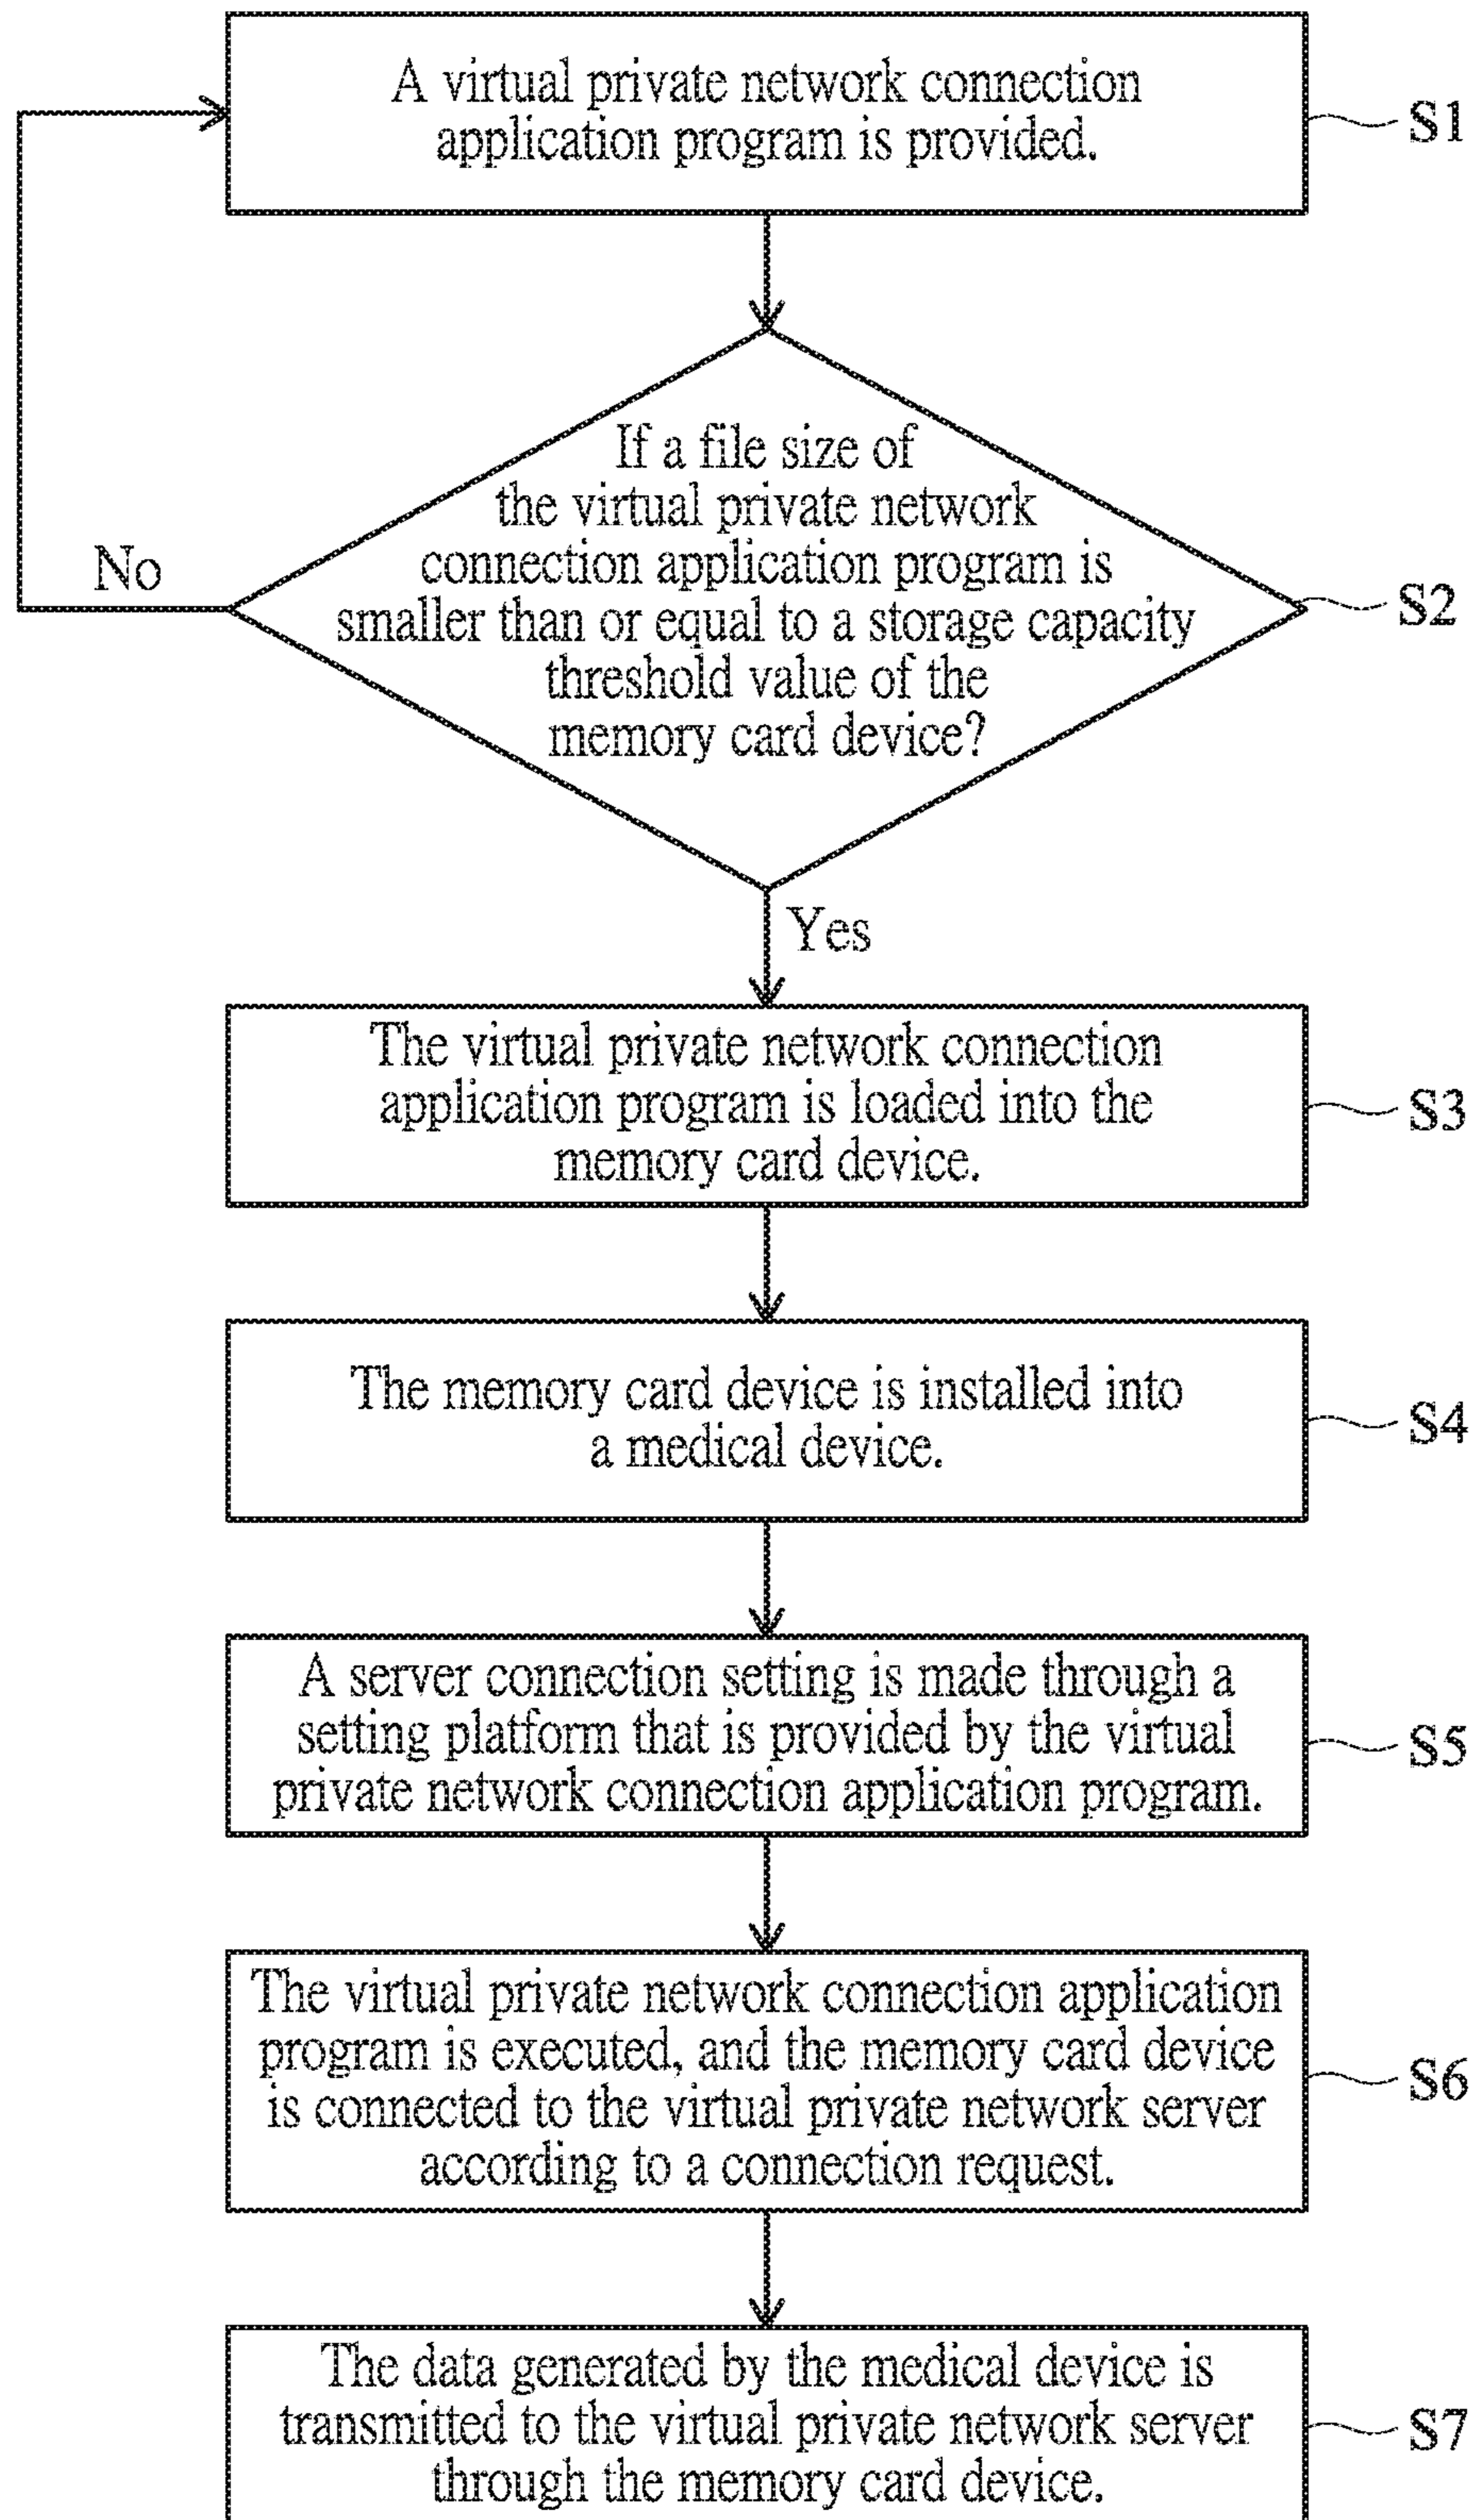 A virtual private network connection
application program is provided.
S1
If a file size of
the virtual private network
connection application program is
smaller than or equal to a storage capacity
threshold value of the
memory card device?
No
S2
Yes
The virtual private network connection
application program is loaded into the
memory card device.
S3
The memory card device is installed into
a medical device.
S4
A server connection setting is made through a
setting platform that is provided by the virtual
private network connection application program.
S5
The virtual private network connection application
program is executed, and the memory card device
is connected to the virtual private network server
according to a connection request.
S6
The data generated by the medical device is
transmitted to the virtual private network server
through the memory card device.
S7